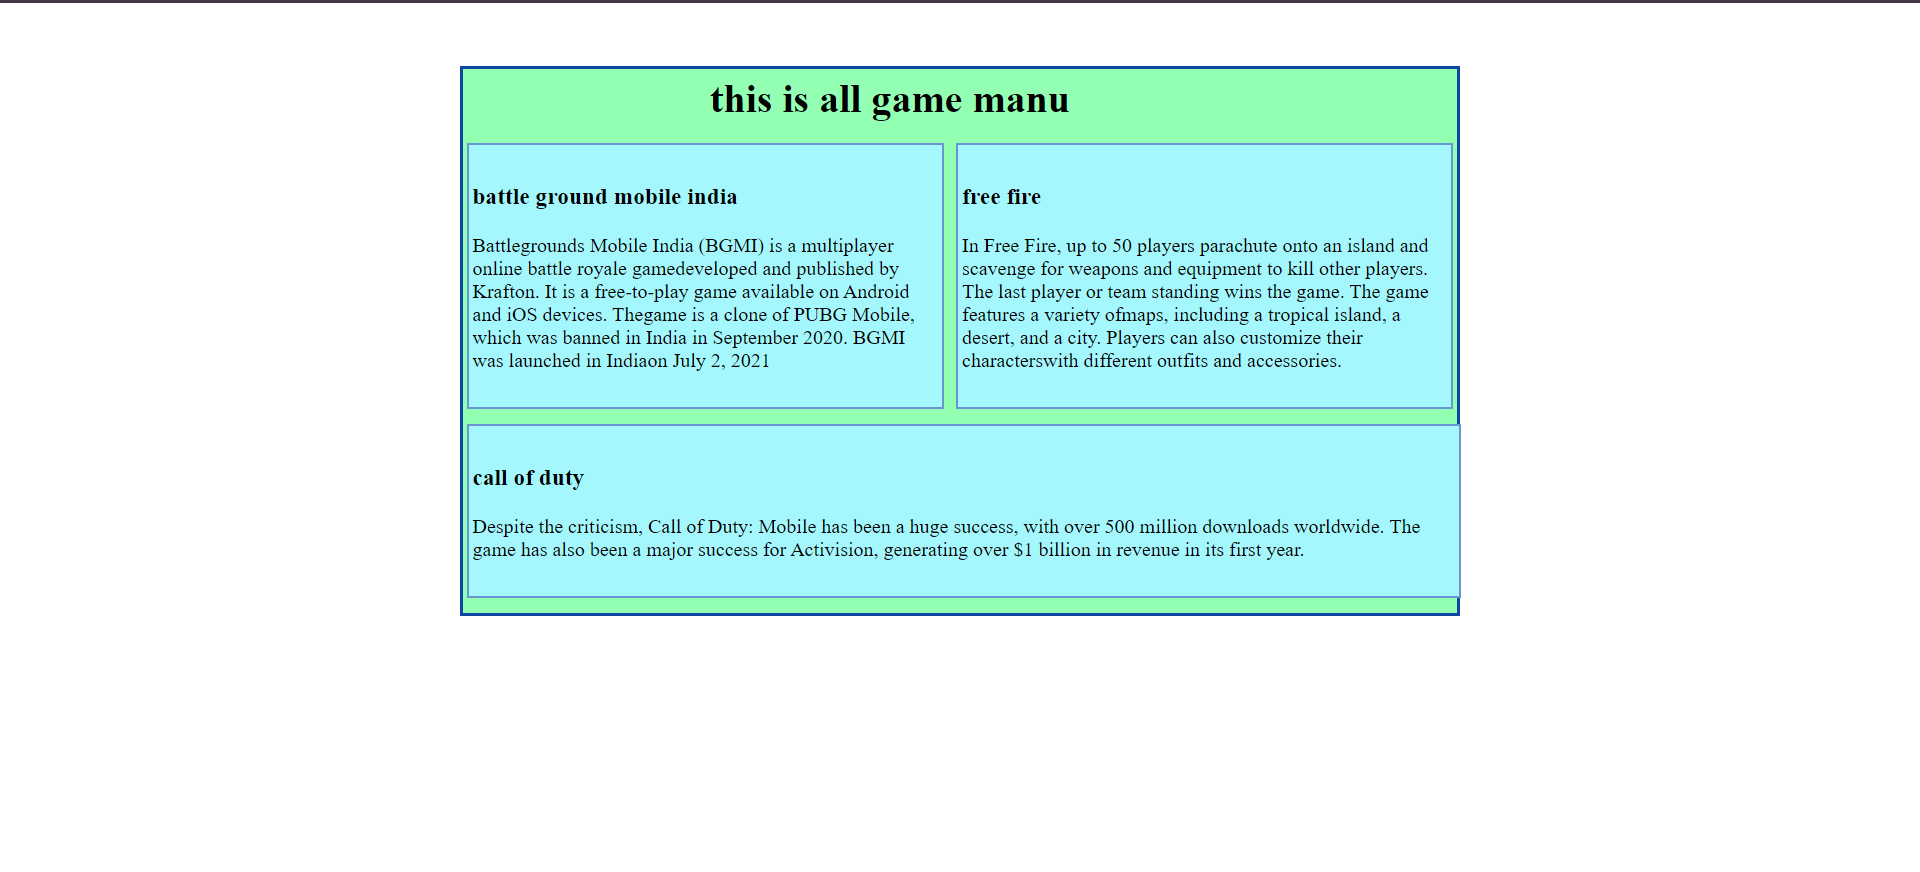 this is all game manu
battle ground mobile india
Battlegrounds Mobile India (BGMI) is a multiplayer
online battle royale gamedeveloped and published by
Krafton. It is a free-to-play game available on Android
and iOS devices. Thegame is a clone of PUBG Mobile,
which was banned in India in September 2020. BGMI
was launched in Indiaon July 2, 2021
free fire
In Free Fire, up to 50 players parachute onto an island and
scavenge for weapons and equipment to kill other players.
The last player or team standing wins the game. The game
features a variety ofmaps, including a tropical island, a
desert, and a city. Players can also customize their
characterswith different outfits and accessories.
call of duty
Despite the criticism, Call of Duty: Mobile has been a huge success, with over 500 million downloads worldwide. The
game has also been a major success for Activision, generating over $1 billion in revenue in its first year.